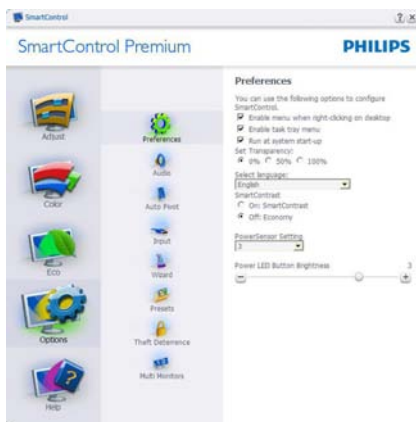 SmartControl
SmartControl Premium
PHILIPS
Adjust
Color
Eco
Options
Help
Preferences
Audio
Auto Pivot
Input
Wizard
Presets
Theft Deterrence
Multi Monitors
Preferences
You can use the following options to configure
SmartControl.
Enable menu when right-clicking on desktop
Enable task tray menu
Run at system start-up
Set Transparency:
0% 50% 100%
Select language:
English
SmartContrast
On: SmartContrast
Off: Economy
PowerSensor Setting
3
Power LED Button Brightness 3